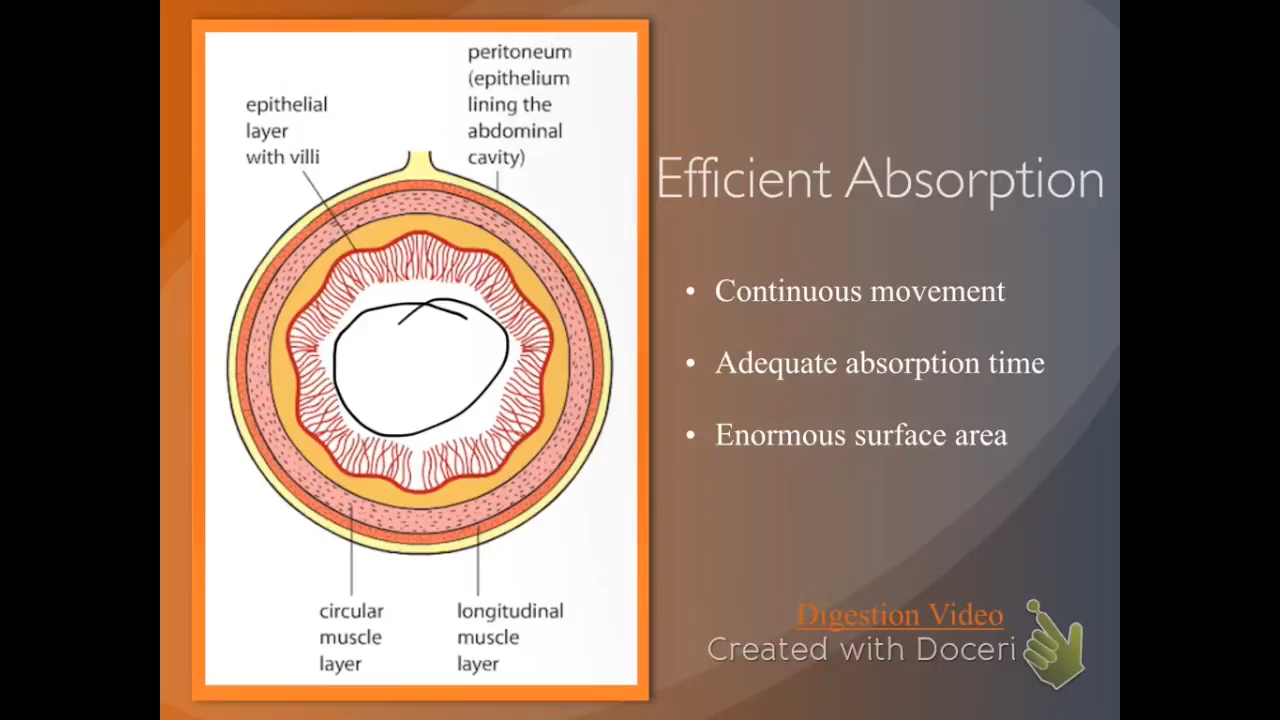 epithelial
layer
with villi
peritoneum
(epithelium
lining the
abdominal
cavity)
circular
muscle
layer
longitudinal
muscle
layer
Efficient Absorption
• Continuous movement
• Adequate absorption time
• Enormous surface area
Digestion Video
Created with Doceri